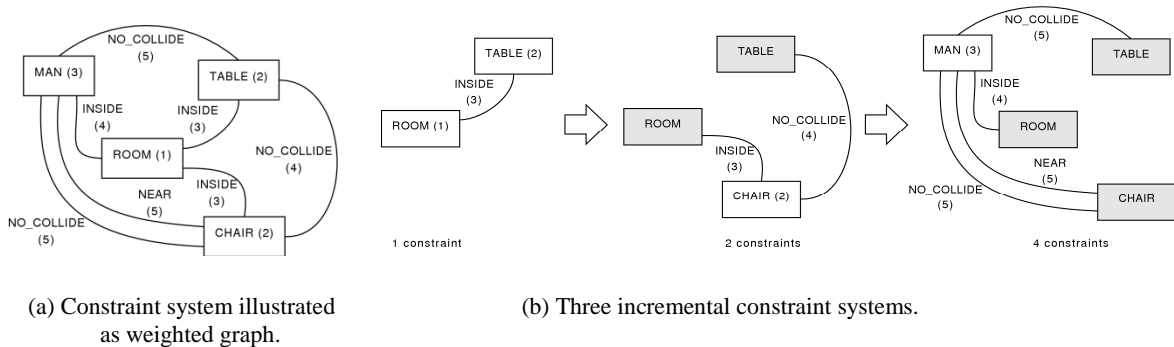 NO_COLLIDE
(5)
MAN (3)
TABLE (2)
INSIDE
(4)
INSIDE
(3)
ROOM (1)
NO_COLLIDE
(4)
INSIDE
(3)
NEAR
(5)
NO_COLLIDE
(5)
CHAIR (2)
TABLE (2)
INSIDE
(3)
ROOM (1)
1 constraint
TABLE
ROOM
NO_COLLIDE
(4)
INSIDE
(3)
CHAIR (2)
2 constraints
NO_COLLIDE
(5)
MAN (3)
TABLE
INSIDE
(4)
ROOM
NEAR
(5)
NO_COLLIDE
(5)
CHAIR
4 constraints
(a) Constraint system illustrated
as weighted graph.
(b) Three incremental constraint systems.